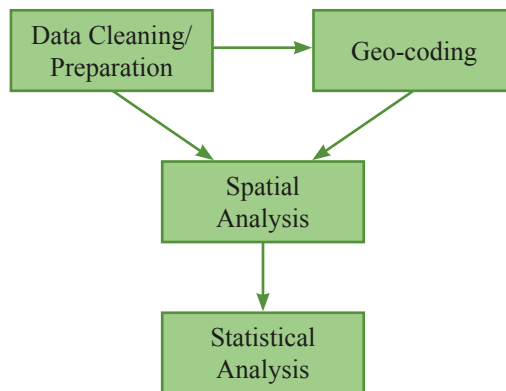 Data Cleaning/
Preparation
Geo-coding
Spatial
Analysis
Statistical
Analysis